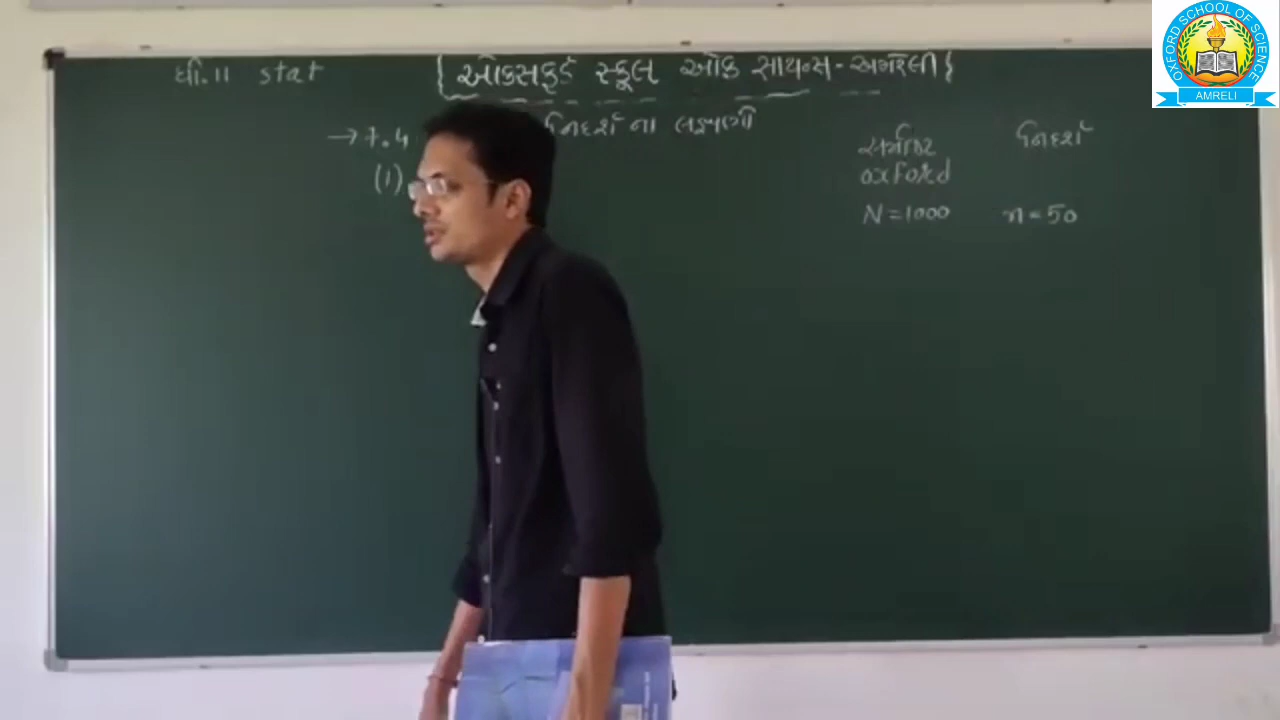 ધો.11 stat
{ ઓક્સફર્ડ સ્કૂલ ઓફ સાયન્સ - અમરેલી }
→ 7.4 નિદર્શ ના લક્ષણો
(1)
સમષ્ટિ નિદર્શ
oxford
N = 1000 n = 50
OXFORD SCHOOL OF SCIENCE
AMRELI